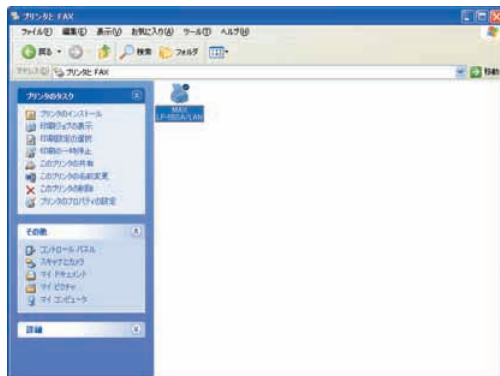 プリンタと FAX
ファイル(F) 編集(E) 表示(V) お気に入り(A) ツール(T) ヘルプ(H)
戻る 検索 フォルダ
アドレス(D) プリンタと FAX 移動
プリンタのタスク
プリンタのインストール
印刷ジョブの表示
印刷設定の選択
印刷の一時停止
このプリンタの共有
このプリンタの名前変更
このプリンタの削除
プリンタのプロパティの設定
MAX
その他
コントロール パネル
スキャナとカメラ
マイ ドキュメント
マイ ピクチャ
マイ コンピュータ
詳細